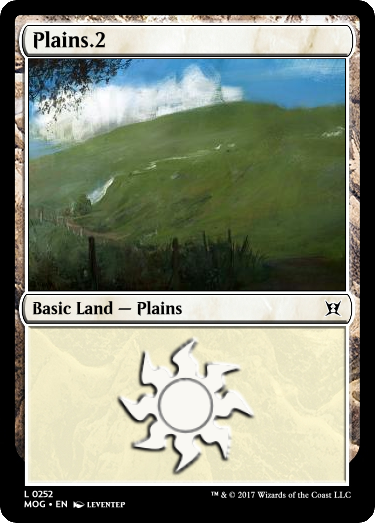 Plains.2
Basic Land — Plains
L 0252
MOG • EN LEVENTEP
™ & © 2017 Wizards of the Coast LLC